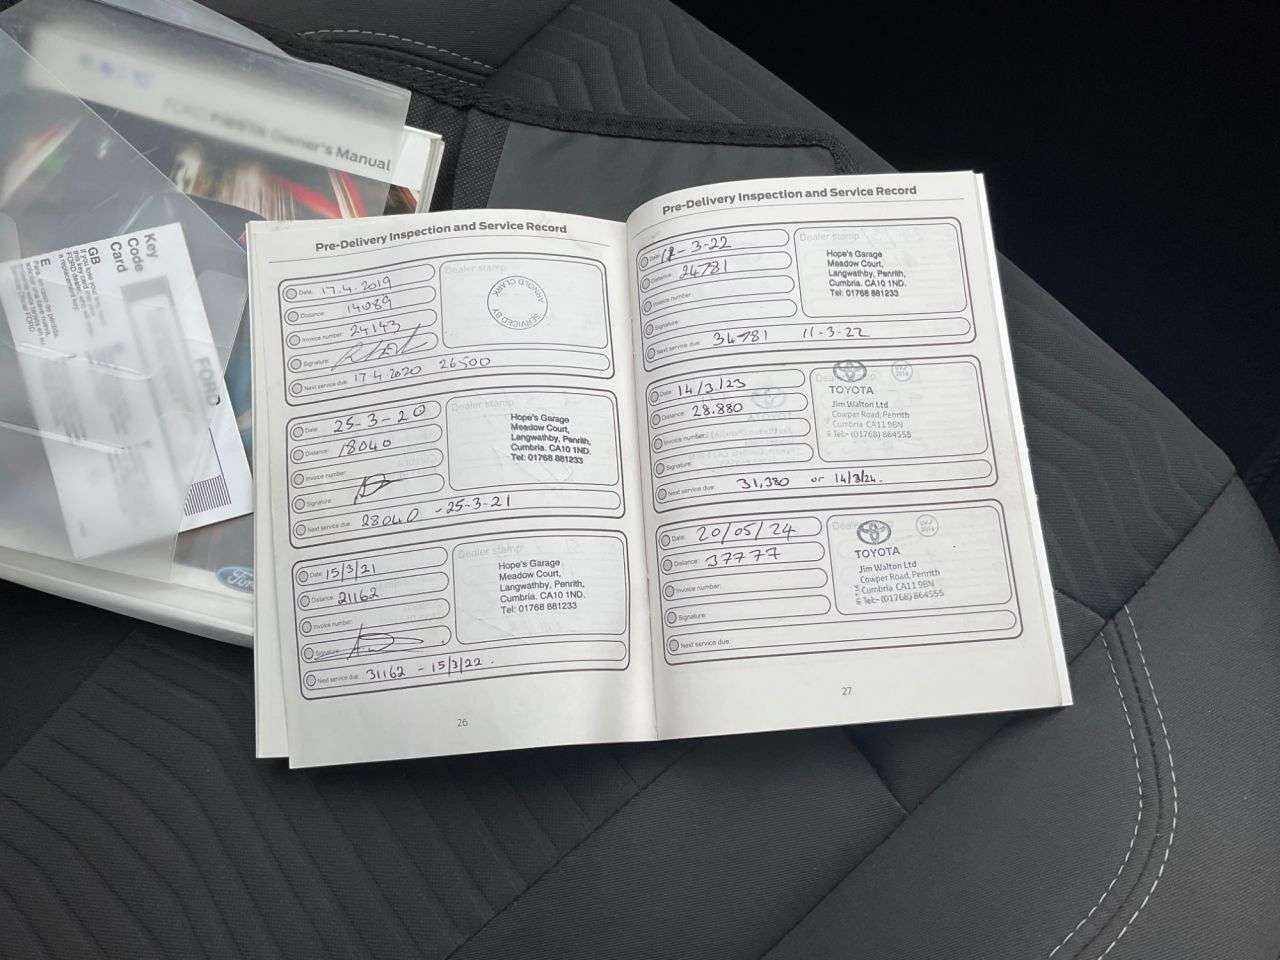 Owner's Manual
Key
Code
Card
GB
E
FORD
Ford
Pre-Delivery Inspection and Service Record
Date: 17.4.2019
Distance: 14089
Invoice number: 24143
Signature:
Next service due: 17.4.2020 26500
Dealer stamp
SERVICED BY
ARNOLD CLARK
Date: 25-3-20
Distance: 18040
Invoice number:
Signature:
Next service due: 28040 -25-3-21
Dealer stamp
Hope's Garage
Meadow Court,
Langwathby, Penrith,
Cumbria. CA10 1ND.
Tel: 01768 881233
Date: 15/3/21
Distance: 21162
Invoice number:
Signature:
Next service due: 31162 - 15/3/22.
Dealer stamp
Hope's Garage
Meadow Court,
Langwathby, Penrith,
Cumbria. CA10 1ND.
Tel: 01768 881233
26
Pre-Delivery Inspection and Service Record
Date: -3-22
Distance: 24781
Invoice number:
Signature:
Next service due: 34781 11-3-22
Dealer stamp
Hope's Garage
Meadow Court,
Langwathby, Penrith,
Cumbria. CA10 1ND.
Tel: 01768 881233
Date: 14/3/23
Distance: 28.880
Invoice number:
Signature:
Next service due: 31,380 or 14/3/24.
TOYOTA
Jim Walton Ltd
Cowper Road, Penrith
Cumbria CA11 9BN
Tel:- (01768) 864555
Date: 20/05/24
Distance: 37777
Invoice number:
Signature:
Next service due:
TOYOTA
Jim Walton Ltd
Cowper Road, Penrith
Cumbria CA11 9BN
Tel:- (01768) 864555
27